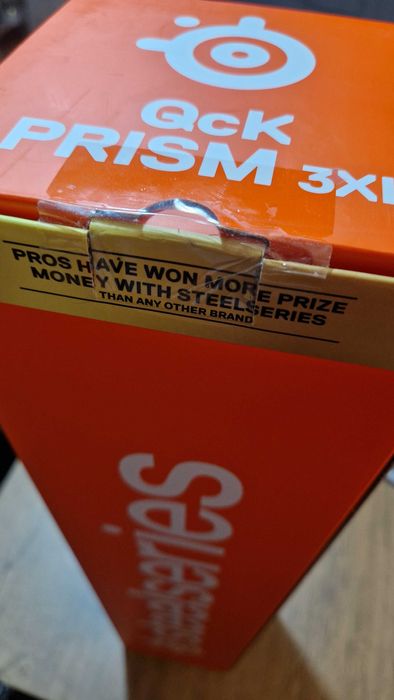 QcK
PRISM 3XL
PROS HAVE WON MORE PRIZE
MONEY WITH STEELSERIES
THAN ANY OTHER BRAND
steelseries